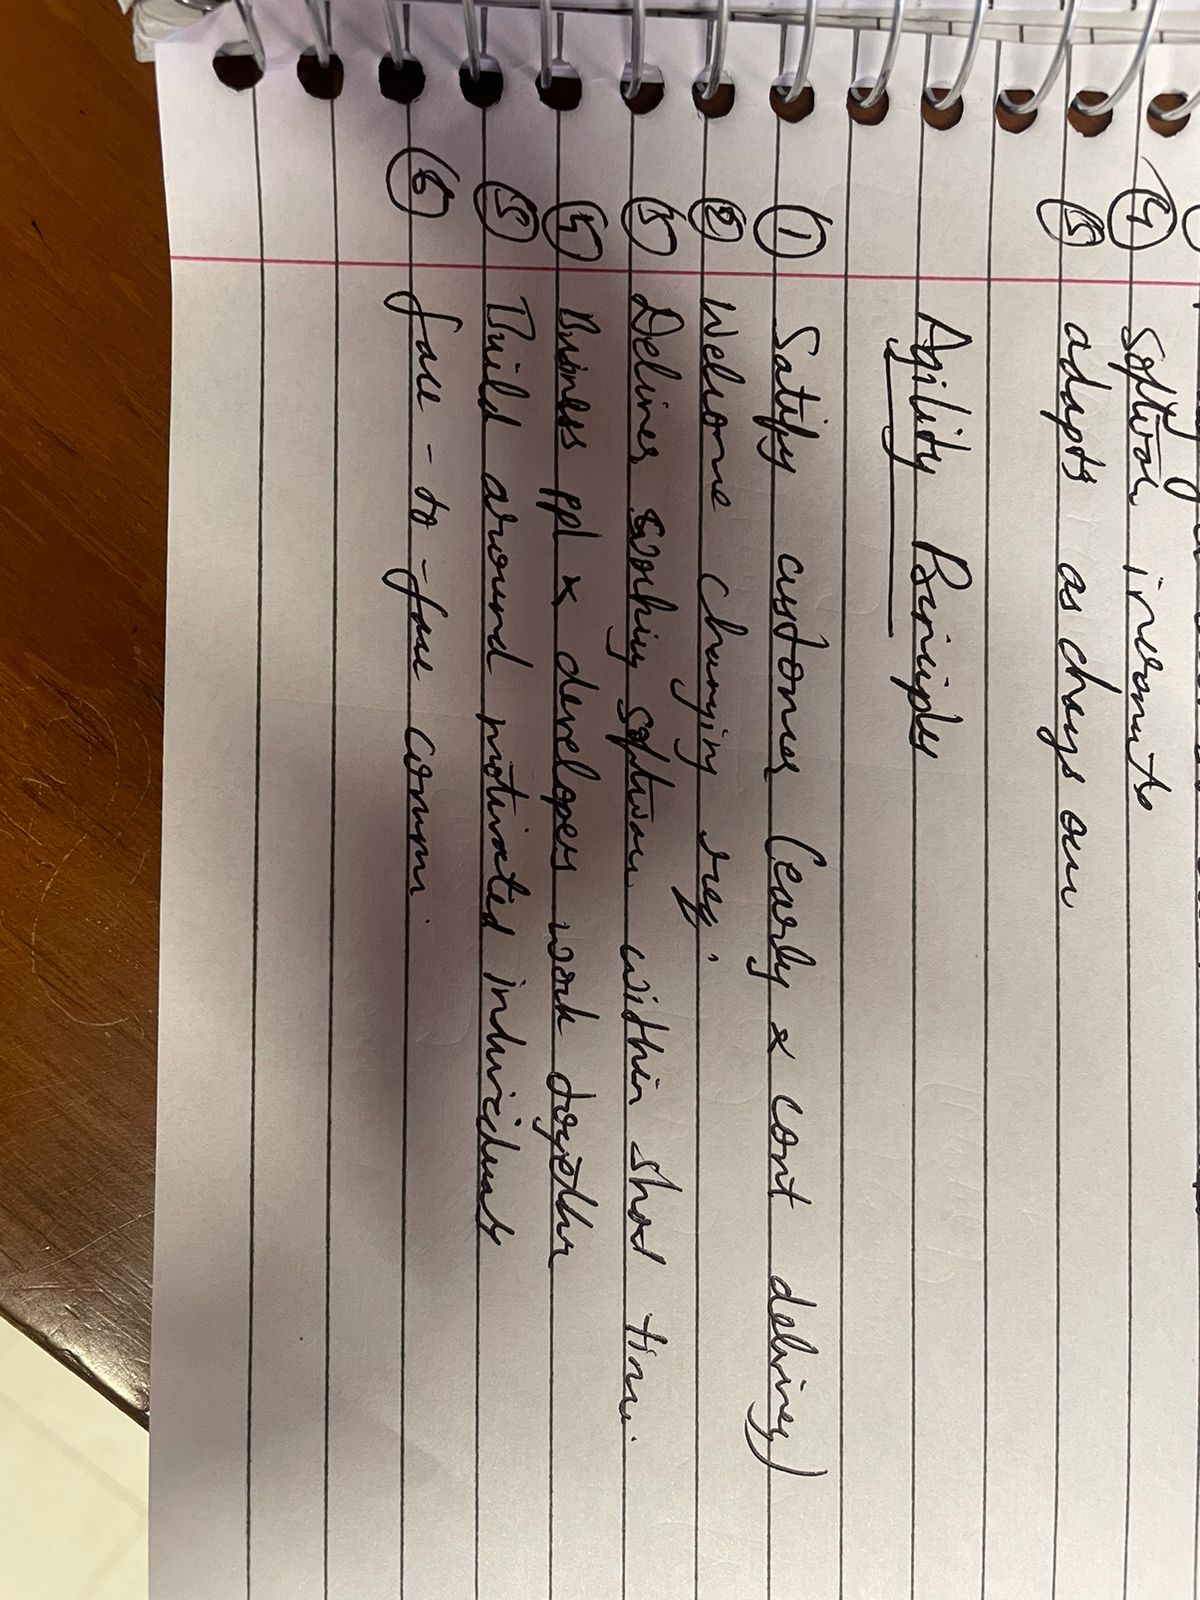 ④ software increments
⑤ adapts as changes occur
Agility Principles
① Satify customer (early & cont delivery)
② Welcome changing req.
③ Deliver working software within short time.
④ Business ppl & developers work together
⑤ Build around motivated individuals
⑥ face-to-face comm.